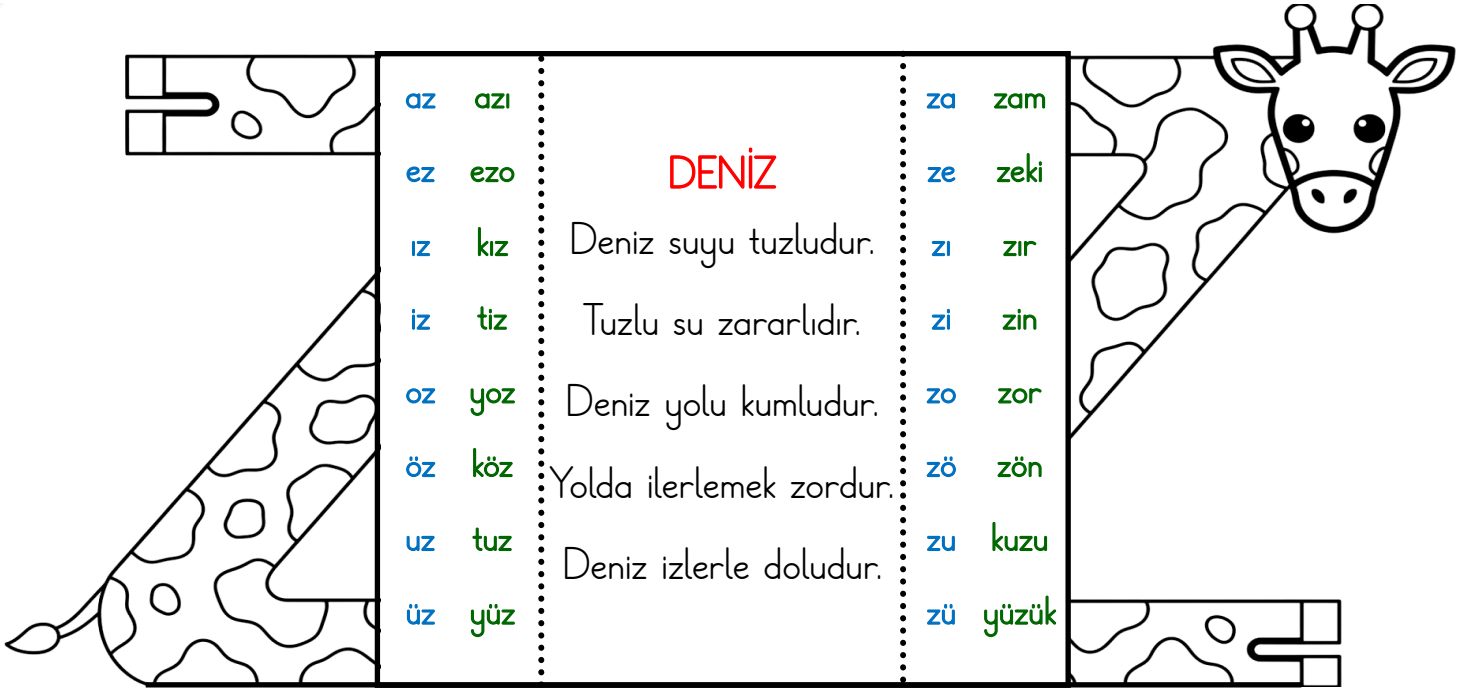 az azı
ez ezo
ız kız
iz tiz
oz yoz
öz köz
uz tuz
üz yüz
DENİZ
Deniz suyu tuzludur.
Tuzlu su zararlıdır.
Deniz yolu kumludur.
Yolda ilerlemek zordur.
Deniz izlerle doludur.
za zam
ze zeki
zı zır
zi zin
zo zor
zö zön
zu kuzu
zü yüzük